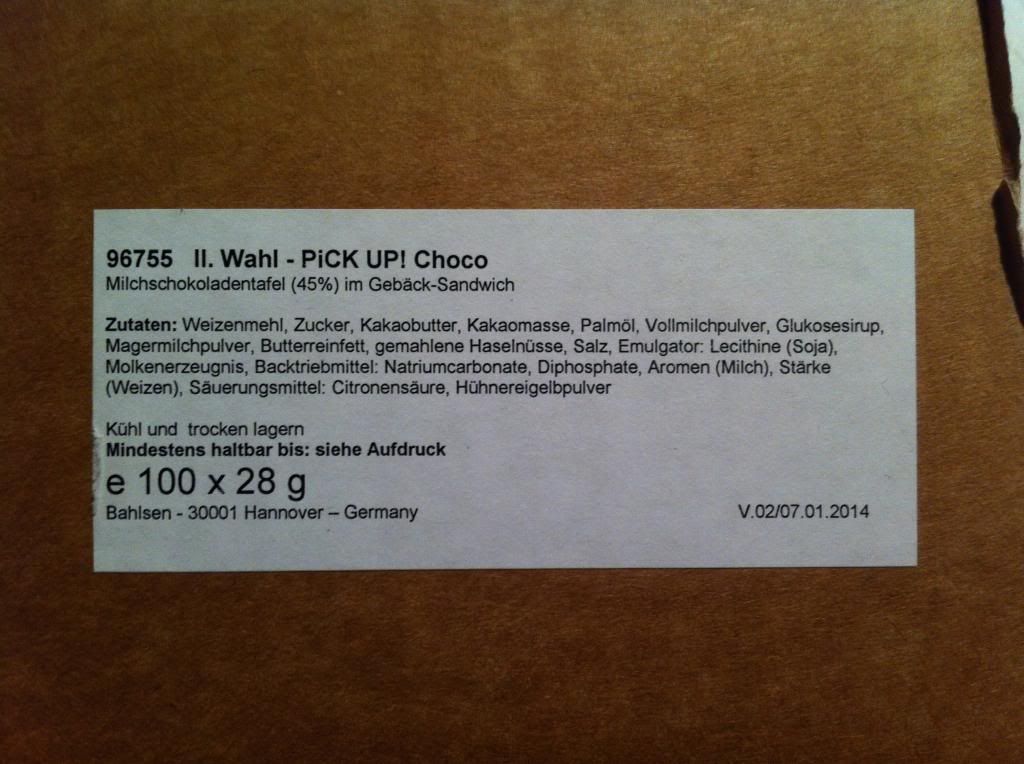 96755 II. Wahl - PiCK UP! Choco
Milchschokoladentafel (45%) im Gebäck-Sandwich
Zutaten: Weizenmehl, Zucker, Kakaobutter, Kakaomasse, Palmöl, Vollmilchpulver, Glukosesirup,
Magermilchpulver, Butterreinfett, gemahlene Haselnüsse, Salz, Emulgator: Lecithine (Soja),
Molkenerzeugnis, Backtriebmittel: Natriumcarbonate, Diphosphate, Aromen (Milch), Stärke
(Weizen), Säuerungsmittel: Citronensäure, Hühnereigelbpulver
Kühl und trocken lagern
Mindestens haltbar bis: siehe Aufdruck
e 100 x 28 g
Bahlsen - 30001 Hannover – Germany
V.02/07.01.2014